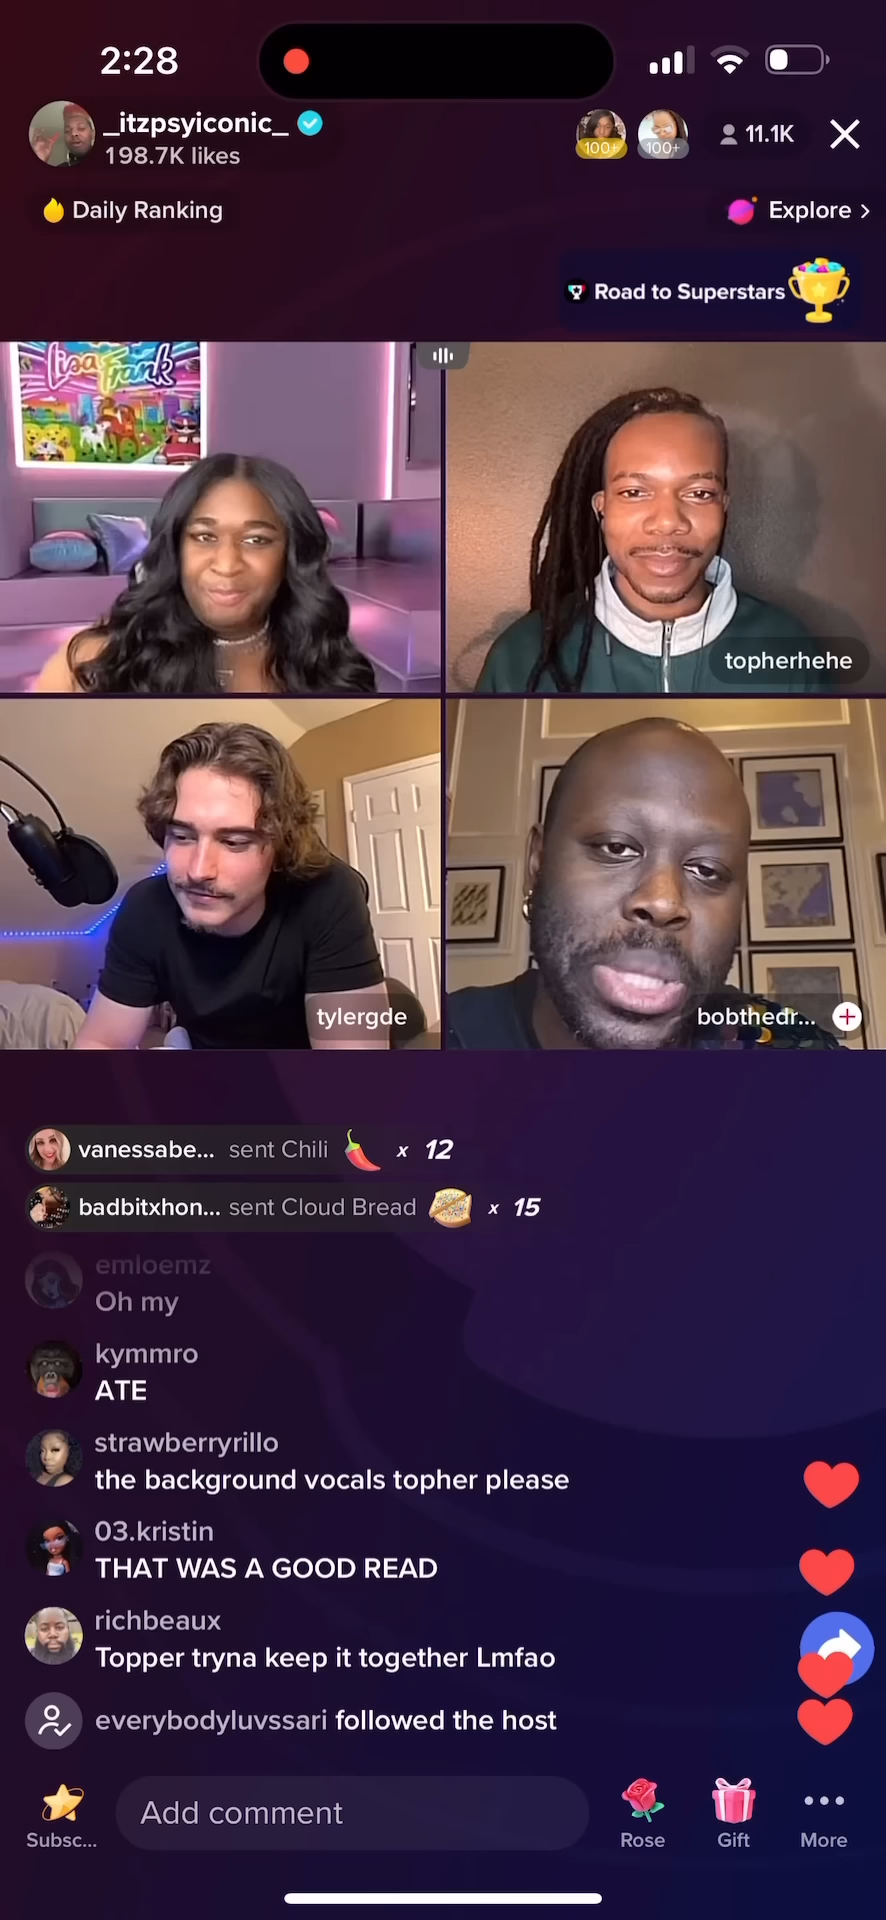 2:28
_itzpsyiconic_
198.7K likes
100+
100+
11.1K
Daily Ranking
Explore >
Road to Superstars
Lisa Frank
topherhehe
tylergde
bobthedr...
vanessabe... sent Chili x 12
badbitxhon... sent Cloud Bread x 15
emloemz
Oh my
kymmro
ATE
strawberryrillo
the background vocals topher please
03.kristin
THAT WAS A GOOD READ
richbeaux
Topper tryna keep it together Lmfao
everybodyluvssari followed the host
Subsc...
Add comment
Rose
Gift
More